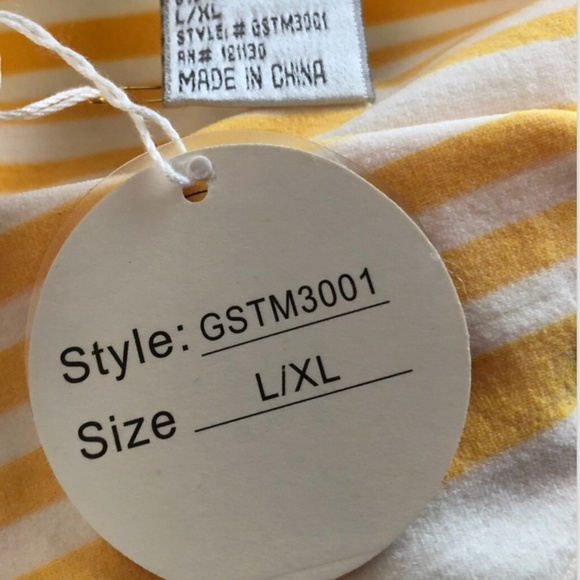 L/XL
STYLE: # GSTM3001
RN# 121130
MADE IN CHINA
Style: GSTM3001
Size L/XL